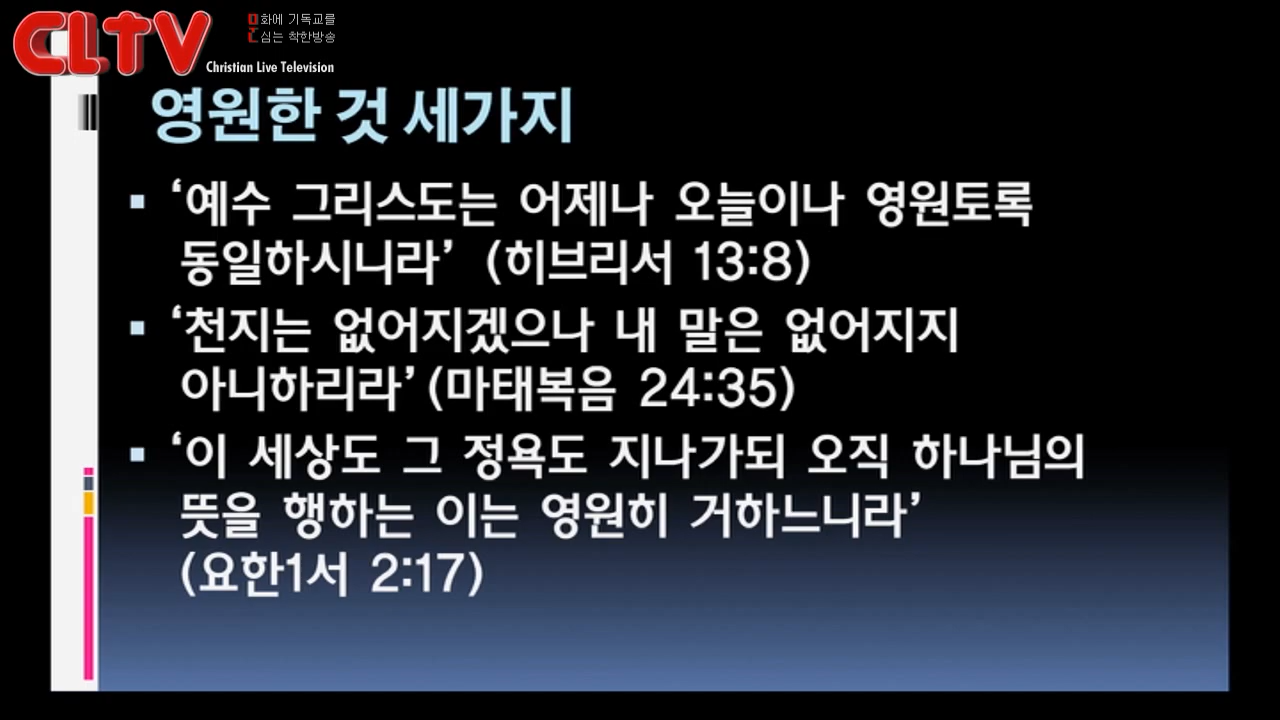 CLTV
문화에 기독교를
심는 착한방송
Christian Live Television
영원한 것 세가지
▪ ‘예수 그리스도는 어제나 오늘이나 영원토록
동일하시니라’ (히브리서 13:8)
▪ ‘천지는 없어지겠으나 내 말은 없어지지
아니하리라’(마태복음 24:35)
▪ ‘이 세상도 그 정욕도 지나가되 오직 하나님의
뜻을 행하는 이는 영원히 거하느니라’
(요한1서 2:17)